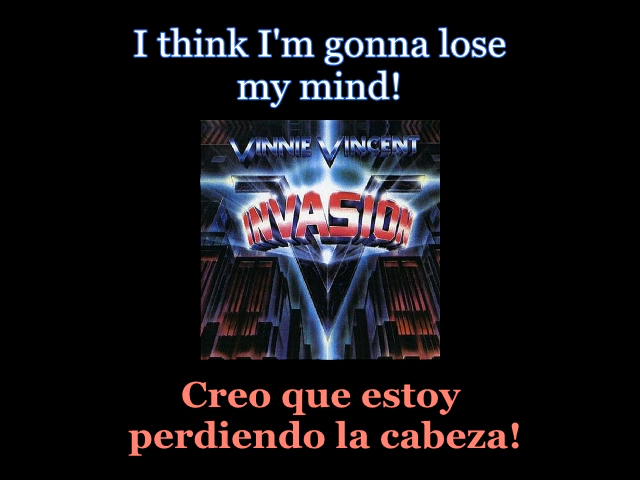 I think I'm gonna lose
my mind!
VINNIE VINCENT
INVASION
Creo que estoy
perdiendo la cabeza!